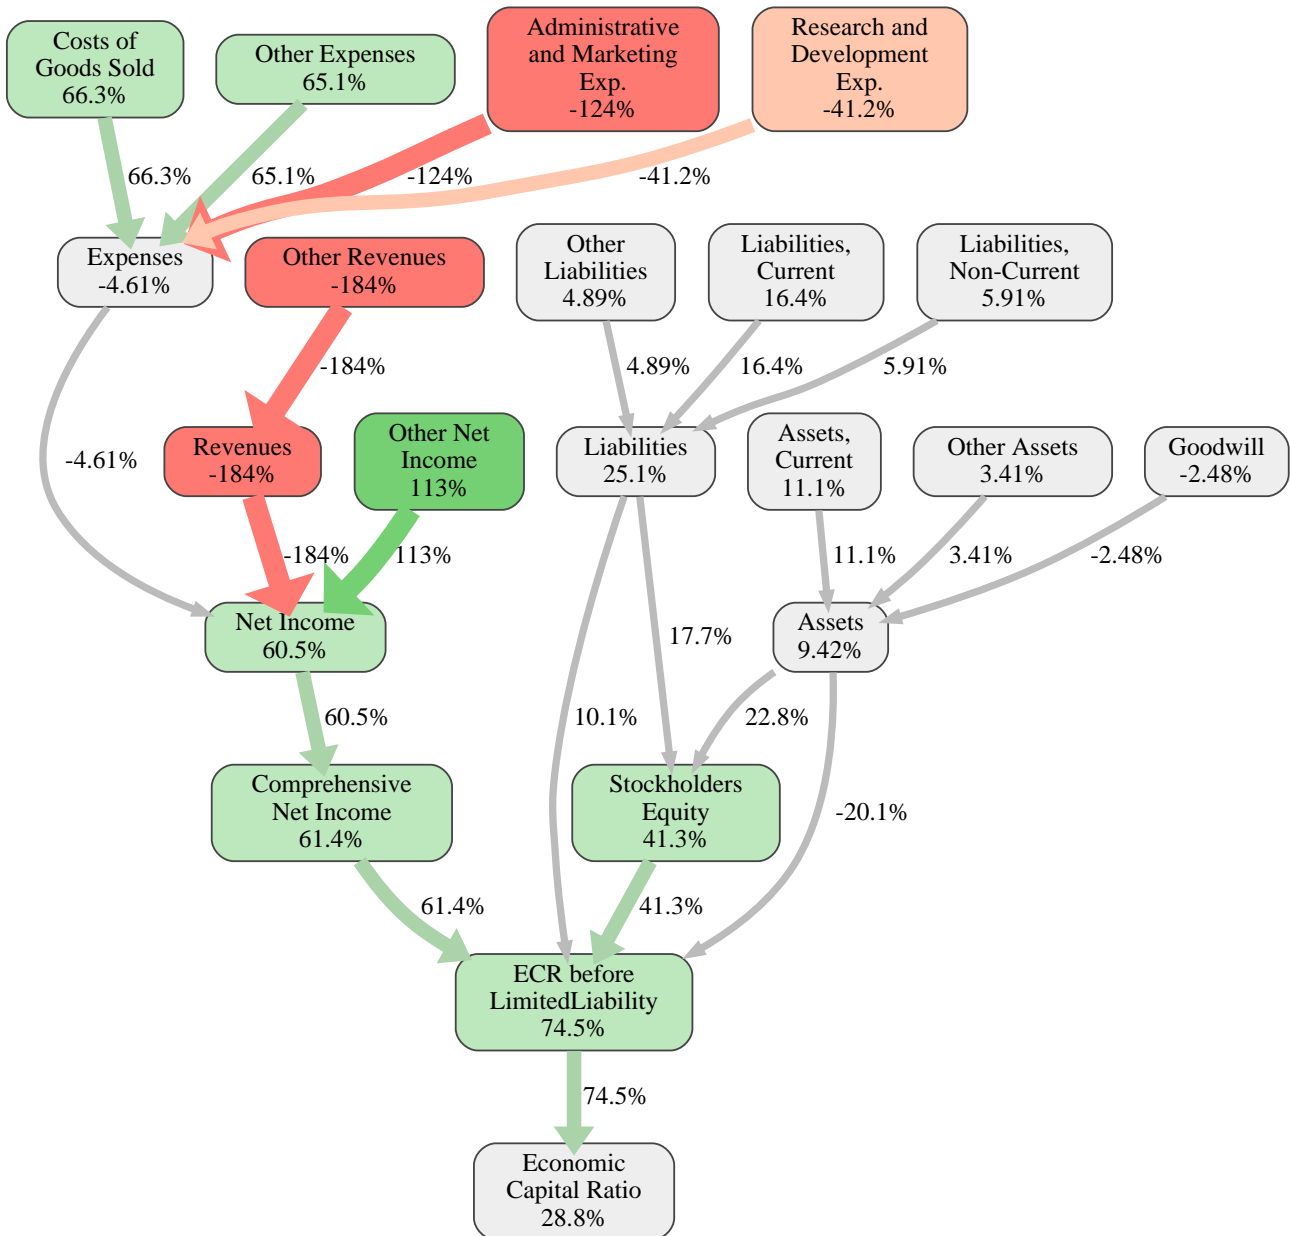 Costs of
Goods Sold
66.3%
Other Expenses
65.1%
Administrative
and Marketing
Exp.
-124%
Research and
Development
Exp.
-41.2%
66.3%
65.1%
-124%
-41.2%
Expenses
-4.61%
Other Revenues
-184%
Other
Liabilities
4.89%
Liabilities,
Current
16.4%
Liabilities,
Non-Current
5.91%
-184%
4.89%
16.4%
5.91%
-4.61%
Revenues
-184%
Other Net
Income
113%
Liabilities
25.1%
Assets,
Current
11.1%
Other Assets
3.41%
Goodwill
-2.48%
-184%
113%
11.1%
3.41%
-2.48%
Net Income
60.5%
17.7%
Assets
9.42%
60.5%
10.1%
22.8%
Comprehensive
Net Income
61.4%
Stockholders
Equity
41.3%
-20.1%
61.4%
41.3%
ECR before
LimitedLiability
74.5%
74.5%
Economic
Capital Ratio
28.8%